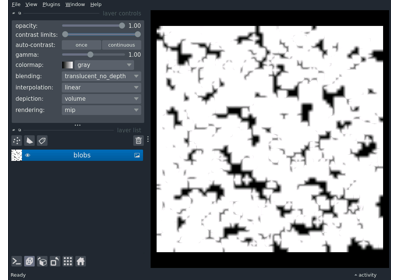 File View Plugins Window Help
layer controls
opacity: 1.00
contrast limits:
auto-contrast: once continuous
gamma: 1.00
colormap: gray
blending: translucent_no_depth
interpolation: linear
depiction: volume
rendering: mip
layer list
blobs
Ready activity